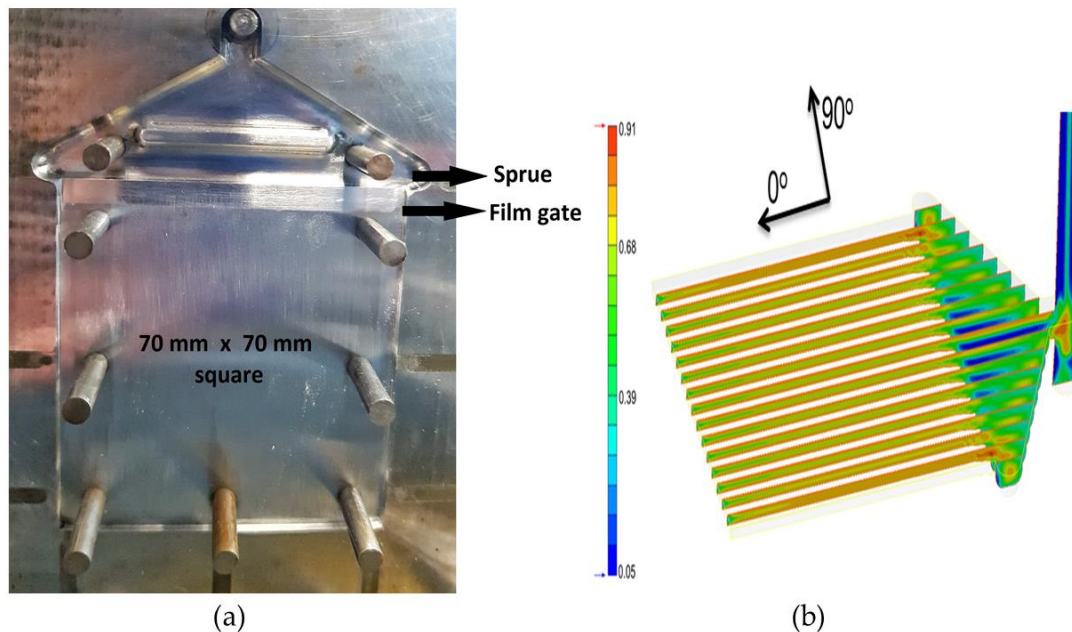 Sprue
Film gate
70 mm x 70 mm
square
0.91
0.68
0.39
0.05
90°
0°
(a)
(b)